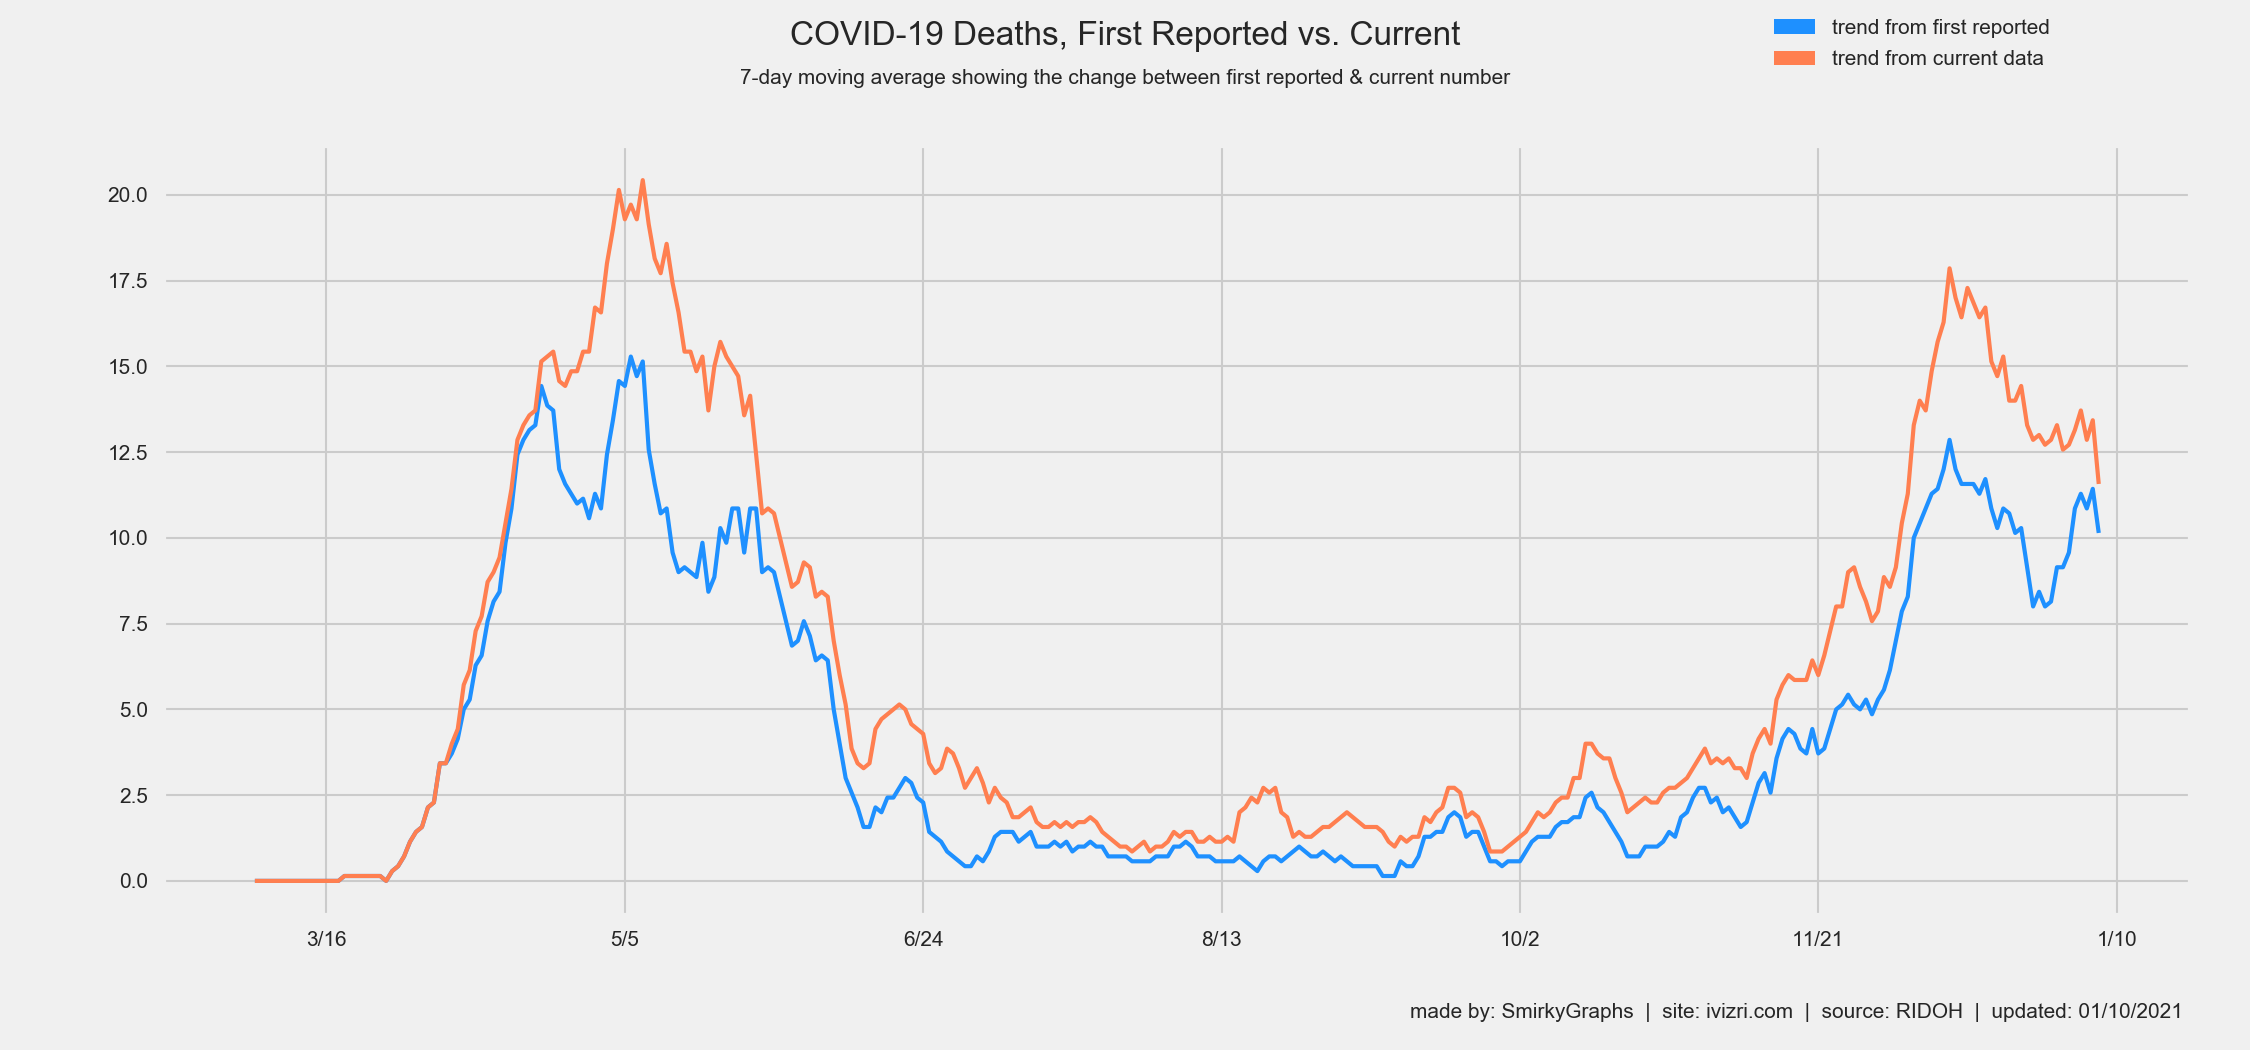 COVID-19 Deaths, First Reported vs. Current
7-day moving average showing the change between first reported & current number
trend from first reported
trend from current data
20.0
17.5
15.0
12.5
10.0
7.5
5.0
2.5
0.0
3/16 5/5 6/24 8/13 10/2 11/21 1/10
made by: SmirkyGraphs | site: ivizri.com | source: RIDOH | updated: 01/10/2021